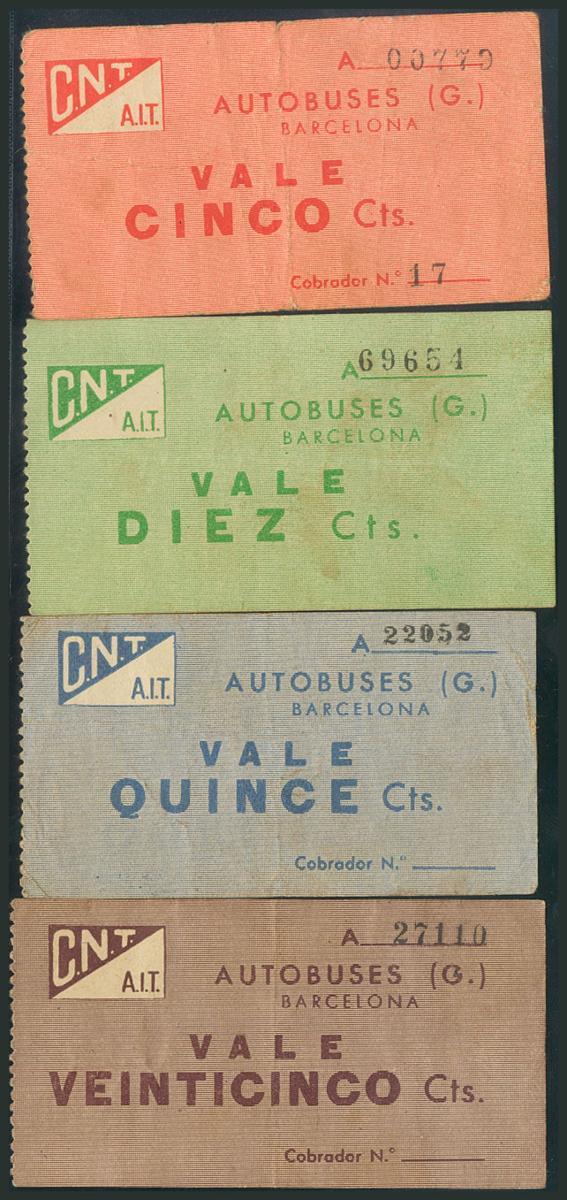 C.N.T.
A.I.T.
A 00779
AUTOBUSES (G.)
BARCELONA
VALE
CINCO Cts.
Cobrador N.° 17
C.N.T.
A.I.T.
A 69654
AUTOBUSES (G.)
BARCELONA
VALE
DIEZ Cts.
C.N.T.
A.I.T.
A 22052
AUTOBUSES (G.)
BARCELONA
VALE
QUINCE Cts.
Cobrador N.°
C.N.T.
A.I.T.
A 27110
AUTOBUSES (G.)
BARCELONA
VALE
VEINTICINCO Cts.
Cobrador N.°